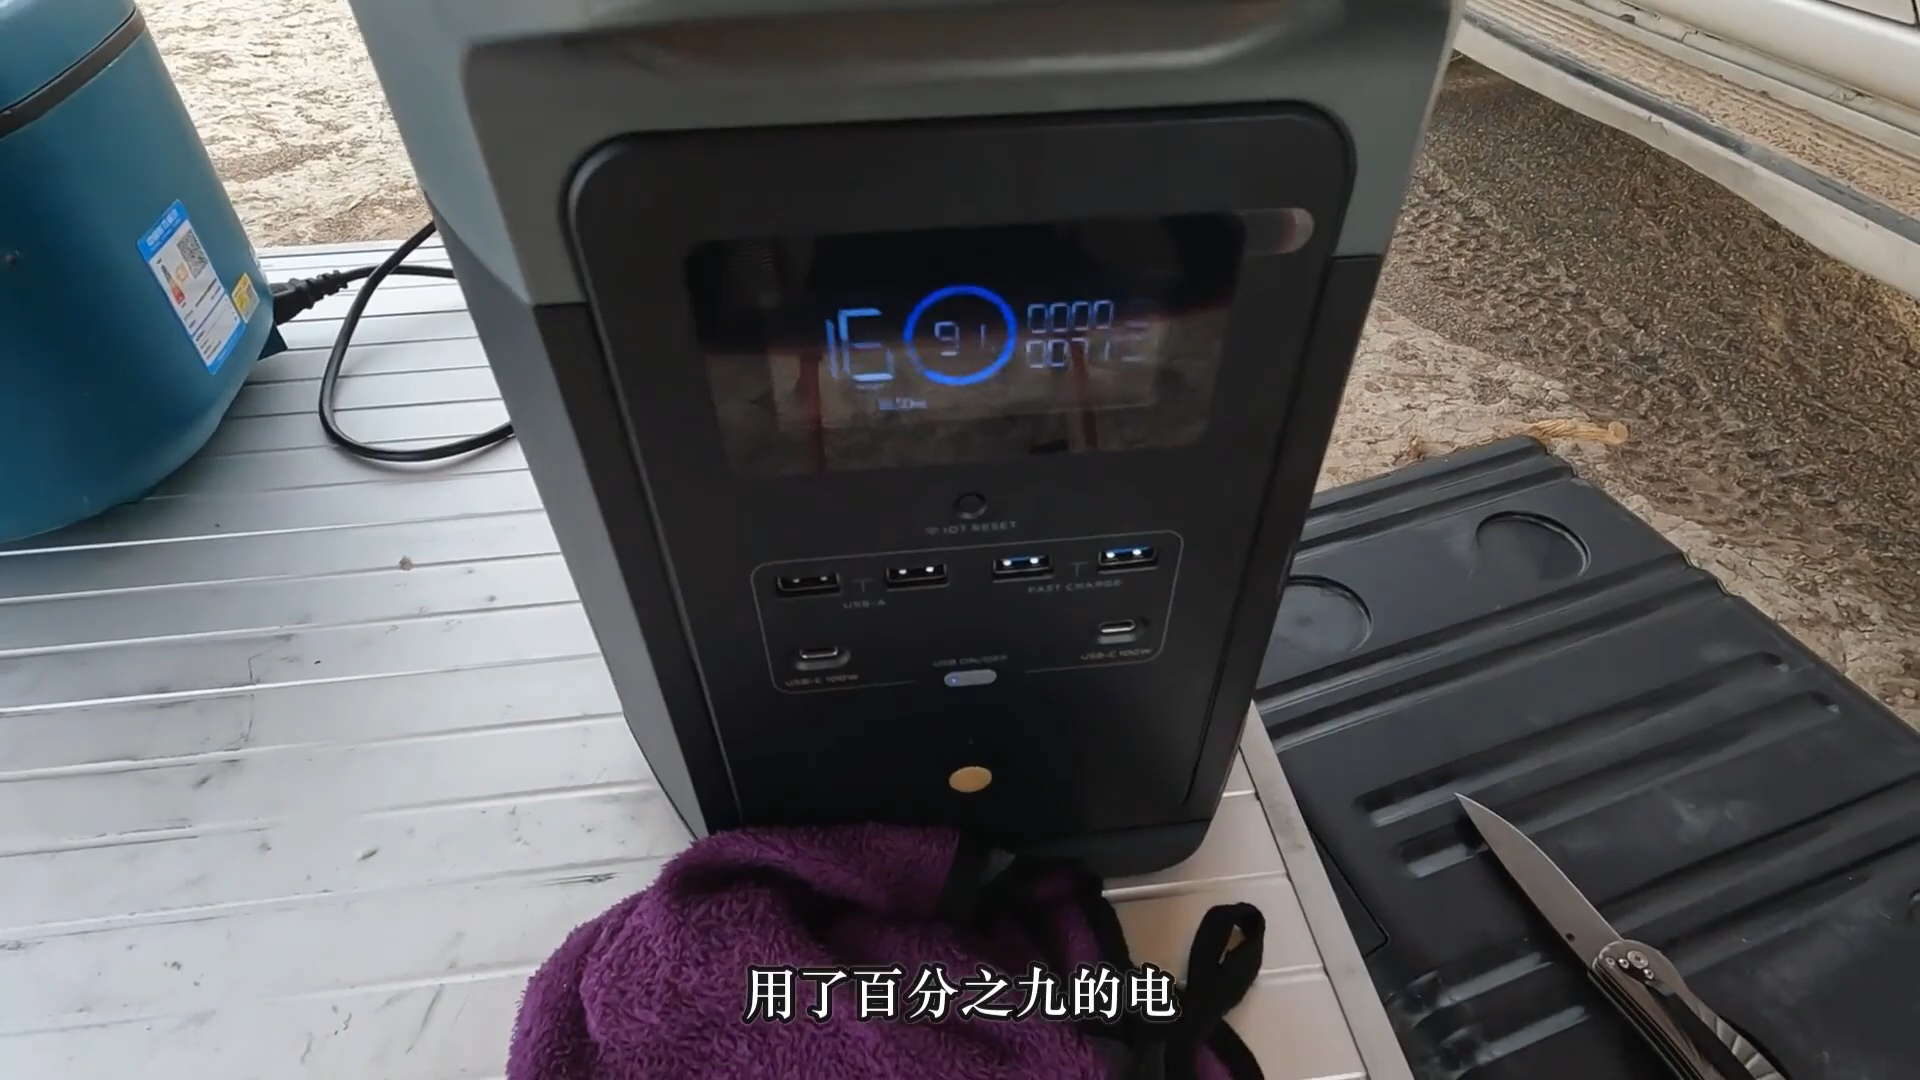 16
91
0000
IOT RESET
USB-A
FAST CHARGE
USB-C 100W
USB ON/OFF
USB-C 100W
用了百分之九的电